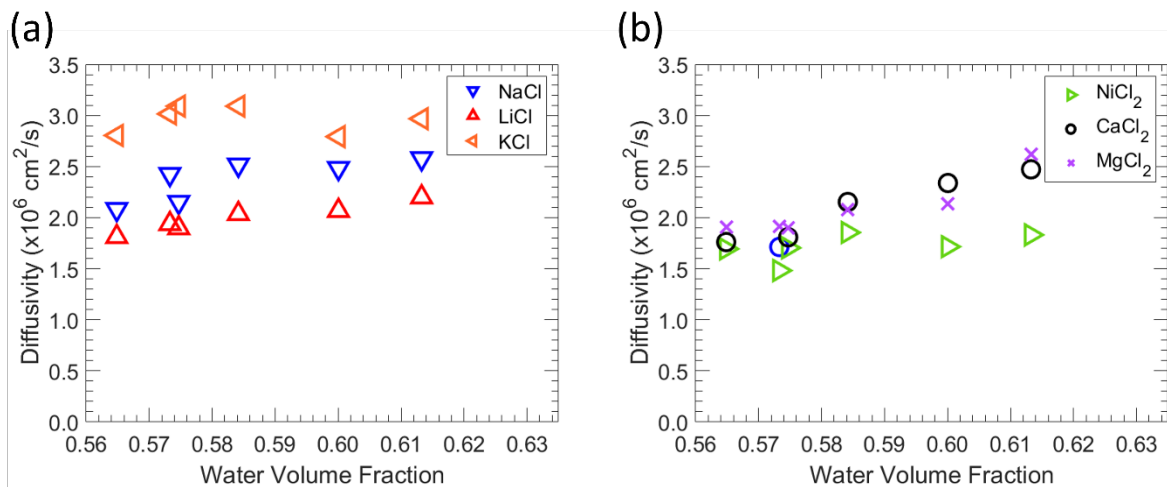 (a)
3.5
3.0
2.5
2.0
1.5
1.0
0.5
0.0
Diffusivity (x10⁶ cm²/s)
NaCl
LiCl
KCl
0.56 0.57 0.58 0.59 0.60 0.61 0.62 0.63
Water Volume Fraction
(b)
3.5
3.0
2.5
2.0
1.5
1.0
0.5
0.0
Diffusivity (x10⁶ cm²/s)
NiCl₂
CaCl₂
MgCl₂
0.56 0.57 0.58 0.59 0.60 0.61 0.62 0.63
Water Volume Fraction